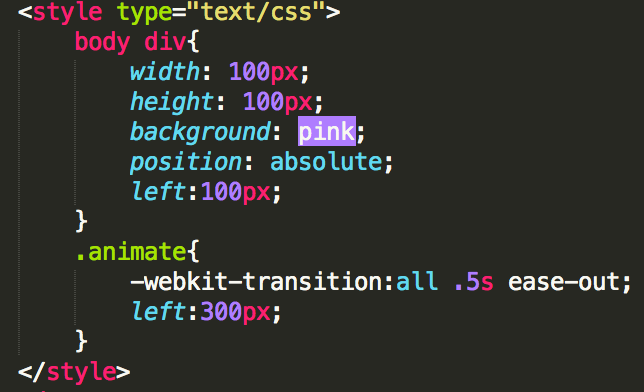 <style type="text/css">
body div{
width: 100px;
height: 100px;
background: pink;
position: absolute;
left:100px;
}
.animate{
-webkit-transition:all .5s ease-out;
left:300px;
}
</style>